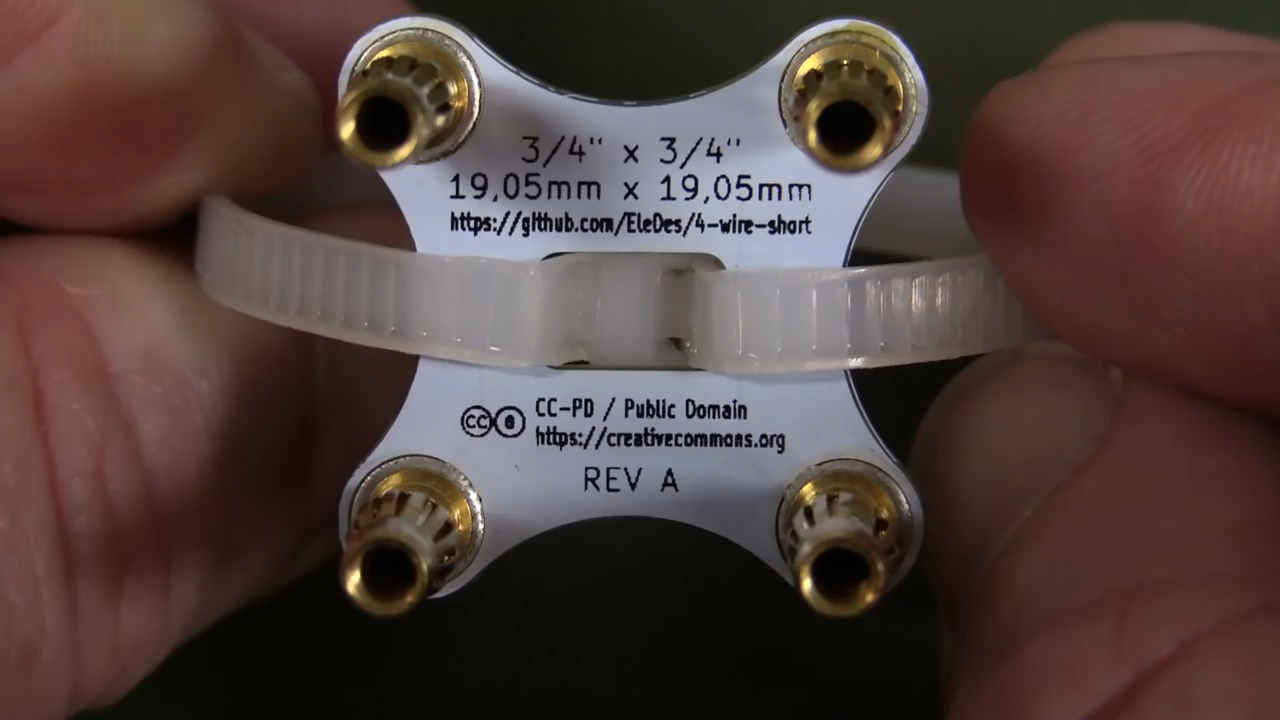 3/4" x 3/4"
19,05mm x 19,05mm
https://github.com/EleDes/4-wire-short
CC CC-PD / Public Domain
https://creativecommons.org
REV A